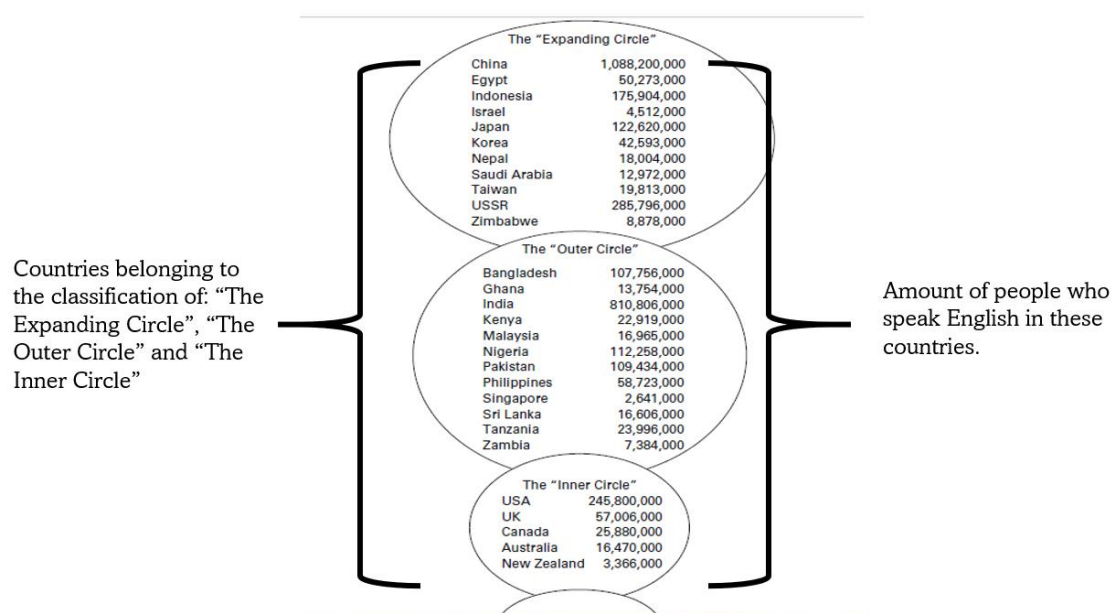 The “Expanding Circle”
China 1,088,200,000
Egypt 50,273,000
Indonesia 175,904,000
Israel 4,512,000
Japan 122,620,000
Korea 42,593,000
Nepal 18,004,000
Saudi Arabia 12,972,000
Taiwan 19,813,000
USSR 285,796,000
Zimbabwe 8,878,000
The “Outer Circle”
Bangladesh 107,756,000
Ghana 13,754,000
India 810,806,000
Kenya 22,919,000
Malaysia 16,965,000
Nigeria 112,258,000
Pakistan 109,434,000
Philippines 58,723,000
Singapore 2,641,000
Sri Lanka 16,606,000
Tanzania 23,996,000
Zambia 7,384,000
The “Inner Circle”
USA 245,800,000
UK 57,006,000
Canada 25,880,000
Australia 16,470,000
New Zealand 3,366,000
Countries belonging to
the classification of: “The
Expanding Circle”, “The
Outer Circle” and “The
Inner Circle”
Amount of people who
speak English in these
countries.